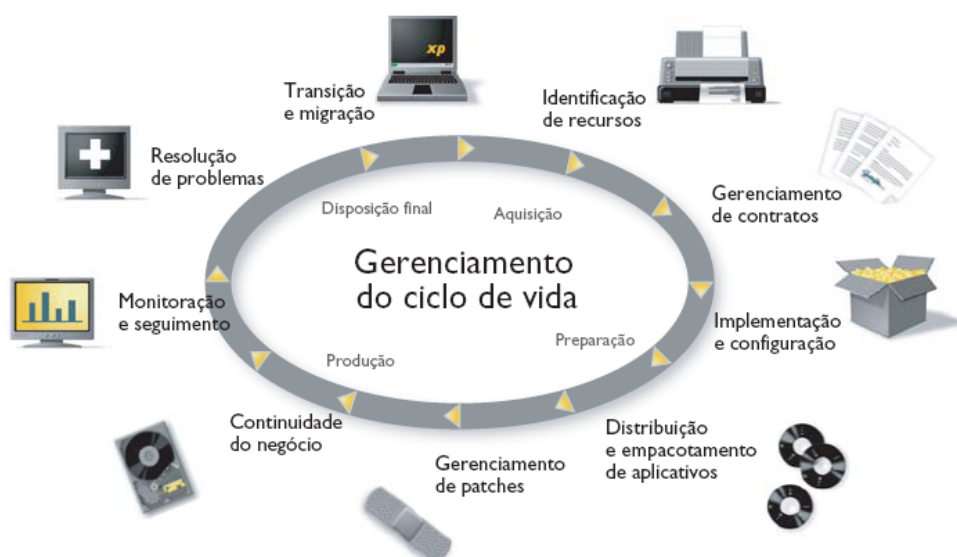 xp
Transição
e migração
Identificação
de recursos
Resolução
de problemas
Gerenciamento
de contratos
Disposição final
Aquisição
Gerenciamento
do ciclo de vida
Monitoração
e seguimento
Implementação
e configuração
Produção
Preparação
Continuidade
do negócio
Distribuição
e empacotamento
de aplicativos
Gerenciamento
de patches